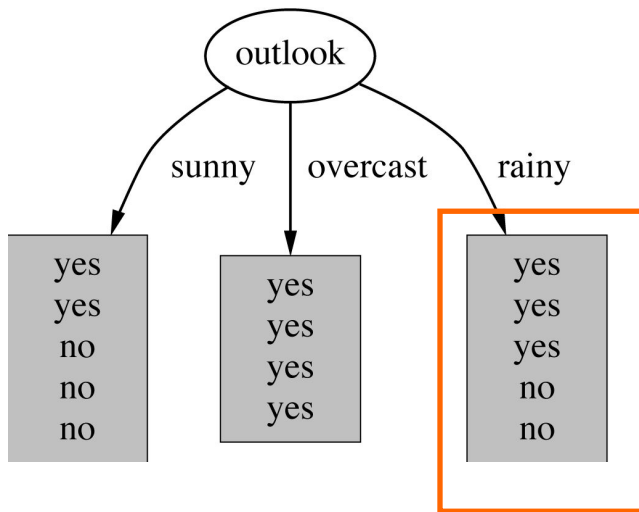 outlook
sunny
overcast
rainy
yes
yes
no
no
no
yes
yes
yes
yes
yes
yes
yes
no
no